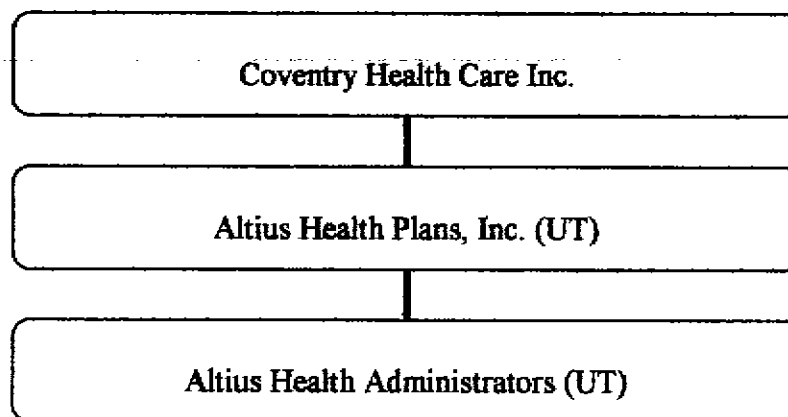 Coventry Health Care Inc.
Altius Health Plans, Inc. (UT)
Altius Health Administrators (UT)